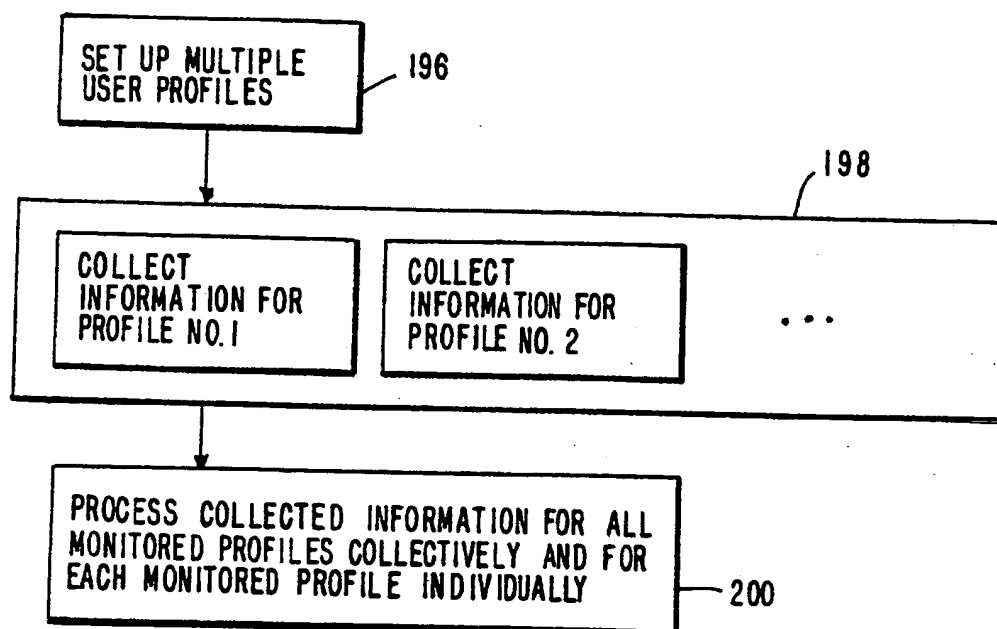 SET UP MULTIPLE
USER PROFILES
196
198
COLLECT
INFORMATION FOR
PROFILE NO. 1
COLLECT
INFORMATION FOR
PROFILE NO. 2
...
PROCESS COLLECTED INFORMATION FOR ALL
MONITORED PROFILES COLLECTIVELY AND FOR
EACH MONITORED PROFILE INDIVIDUALLY
200